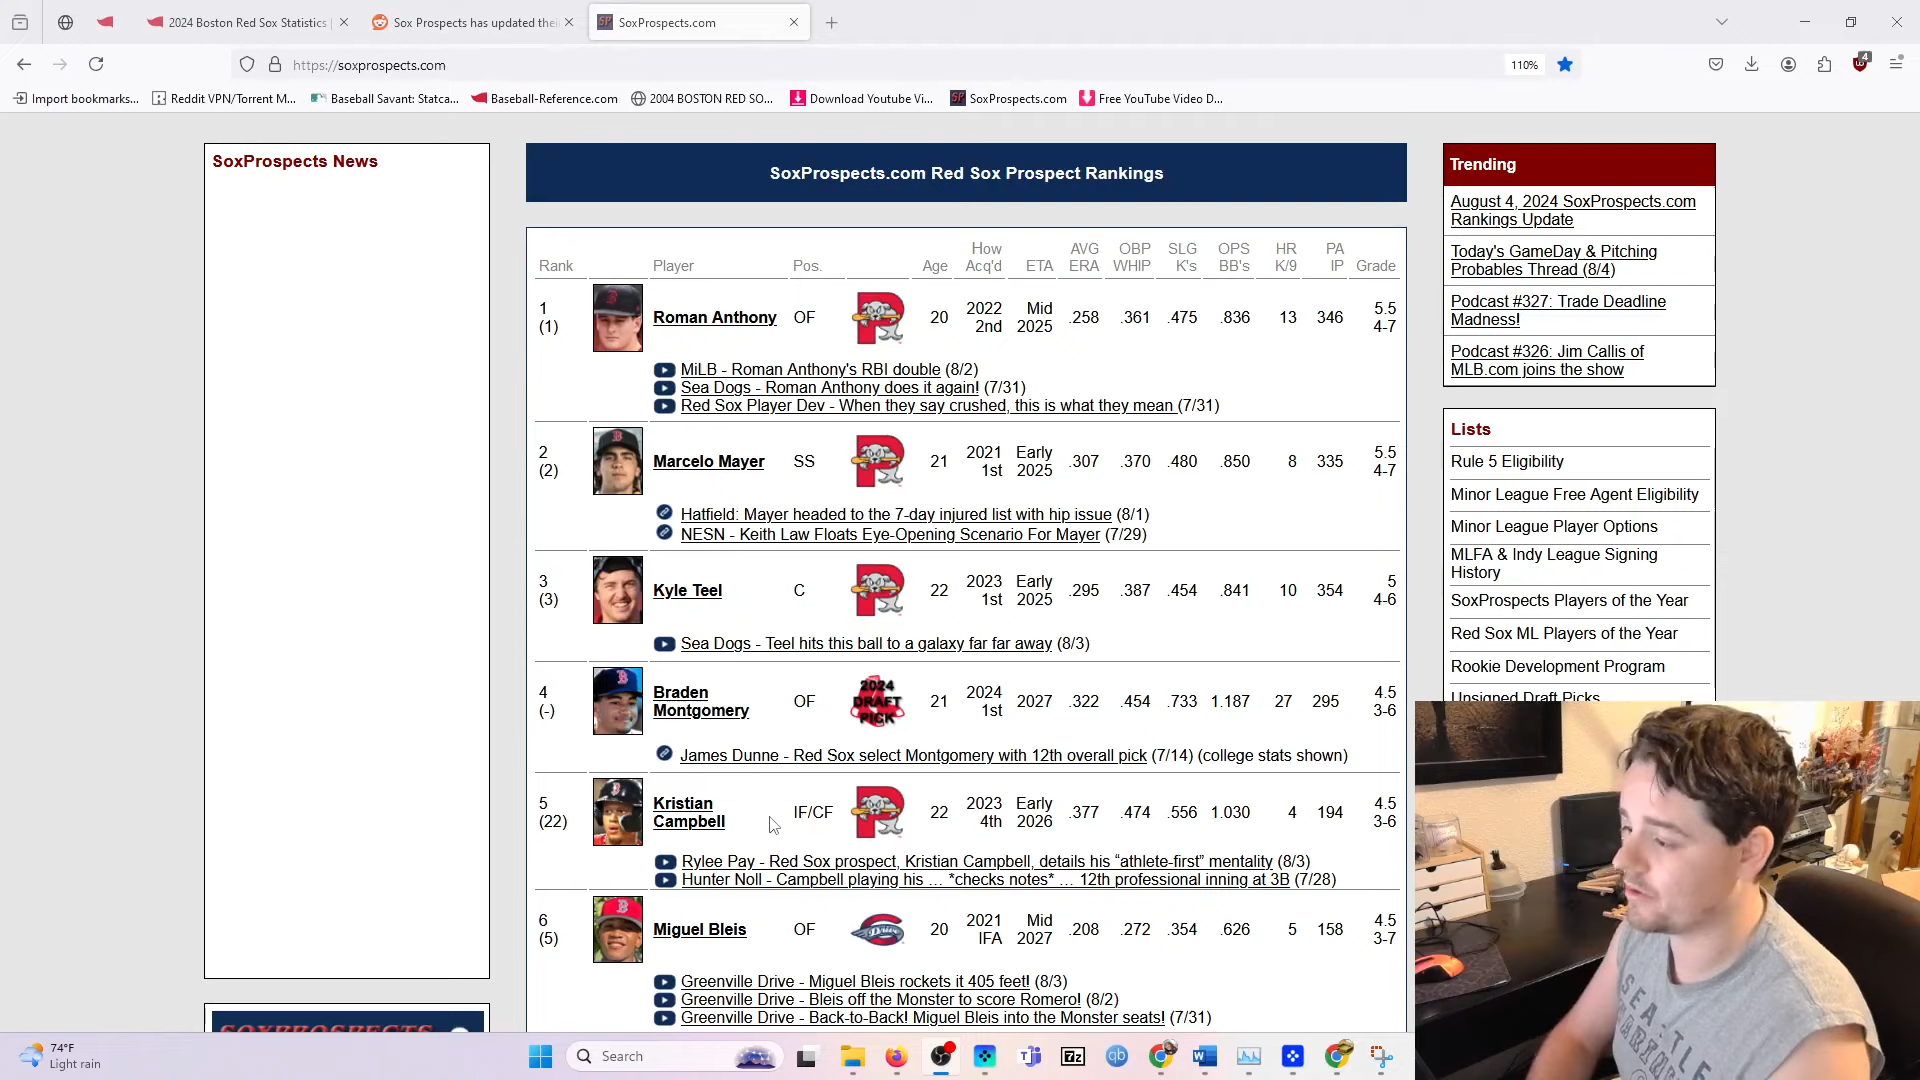 2024 Boston Red Sox Statistics |
Sox Prospects has updated thei
SoxProspects.com
https://soxprospects.com
110%
4
Import bookmarks...
Reddit VPN/Torrent M...
Baseball Savant: Statca...
Baseball-Reference.com
2004 BOSTON RED SO...
Download Youtube Vi...
SoxProspects.com
Free YouTube Video D...
SoxProspects News
SoxProspects.com Red Sox Prospect Rankings
Rank Player Pos. Age How Acq'd ETA AVG ERA OBP WHIP SLG K's OPS BB's HR K/9 PA IP Grade
1 (1) Roman Anthony OF 20 2022 2nd Mid 2025 .258 .361 .475 .836 13 346 5.5 4-7
MiLB - Roman Anthony's RBI double (8/2)
Sea Dogs - Roman Anthony does it again! (7/31)
Red Sox Player Dev - When they say crushed, this is what they mean (7/31)
2 (2) Marcelo Mayer SS 21 2021 1st Early 2025 .307 .370 .480 .850 8 335 5.5 4-7
Hatfield: Mayer headed to the 7-day injured list with hip issue (8/1)
NESN - Keith Law Floats Eye-Opening Scenario For Mayer (7/29)
3 (3) Kyle Teel C 22 2023 1st Early 2025 .295 .387 .454 .841 10 354 5 4-6
Sea Dogs - Teel hits this ball to a galaxy far far away (8/3)
4 (-) Braden Montgomery 2024 DRAFT PICK OF 21 2024 1st 2027 .322 .454 .733 1.187 27 295 4.5 3-6
James Dunne - Red Sox select Montgomery with 12th overall pick (7/14) (college stats shown)
5 (22) Kristian Campbell IF/CF 22 2023 4th Early 2026 .377 .474 .556 1.030 4 194 4.5 3-6
Rylee Pay - Red Sox prospect, Kristian Campbell, details his “athlete-first” mentality (8/3)
Hunter Noll - Campbell playing his ... *checks notes* ... 12th professional inning at 3B (7/28)
6 (5) Miguel Bleis OF Drive 20 2021 IFA Mid 2027 .208 .272 .354 .626 5 158 4.5 3-7
Greenville Drive - Miguel Bleis rockets it 405 feet! (8/3)
Greenville Drive - Bleis off the Monster to score Romero! (8/2)
Greenville Drive - Back-to-Back! Miguel Bleis into the Monster seats! (7/31)
Trending
August 4, 2024 SoxProspects.com
Rankings Update
Today's GameDay & Pitching
Probables Thread (8/4)
Podcast #327: Trade Deadline
Madness!
Podcast #326: Jim Callis of
MLB.com joins the show
Lists
Rule 5 Eligibility
Minor League Free Agent Eligibility
Minor League Player Options
MLFA & Indy League Signing
History
SoxProspects Players of the Year
Red Sox ML Players of the Year
Rookie Development Program
Unsigned Draft Picks
SOXPROSPECTS
SEATTLE
74°F
Light rain
Search
7z
qb